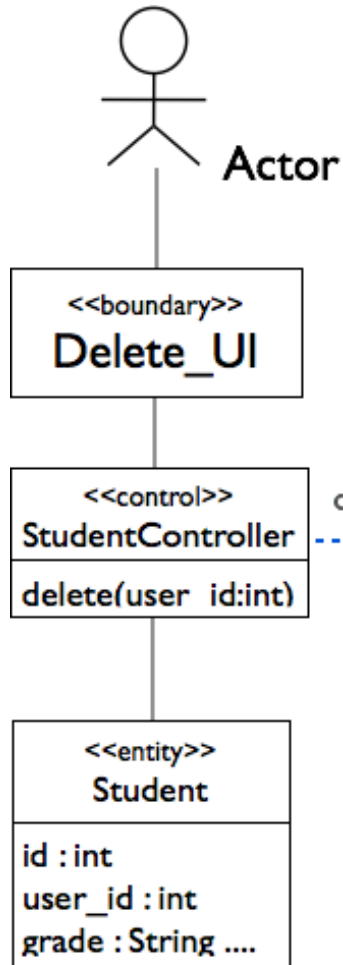 Actor
<<boundary>>
Delete_UI
<<control>>
StudentController
delete(user_id:int)
<<entity>>
Student
id : int
user_id : int
grade : String ....